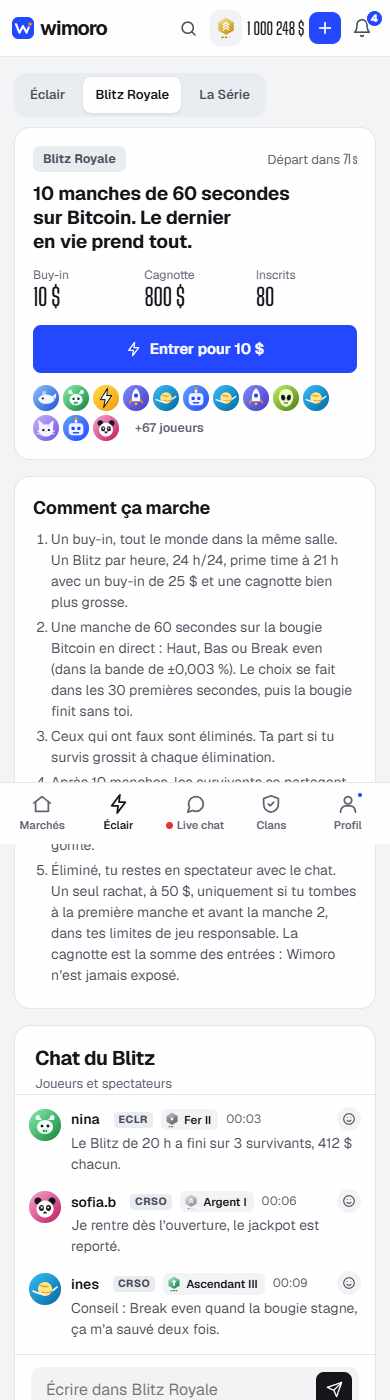 wimoro
1 000 248 $
4
Éclair
Blitz Royale
La Série
Blitz Royale
Départ dans 71s
10 manches de 60 secondes
sur Bitcoin. Le dernier
en vie prend tout.
Buy-in
Cagnotte
Inscrits
10 $
800 $
80
Entrer pour 10 $
+67 joueurs
Comment ça marche
1. Un buy-in, tout le monde dans la même salle.
Un Blitz par heure, 24 h/24, prime time à 21 h
avec un buy-in de 25 $ et une cagnotte bien
plus grosse.
2. Une manche de 60 secondes sur la bougie
Bitcoin en direct : Haut, Bas ou Break even
(dans la bande de ±0,003 %). Le choix se fait
dans les 30 premières secondes, puis la bougie
finit sans toi.
3. Ceux qui ont faux sont éliminés. Ta part si tu
survis grossit à chaque élimination.
4. Après 10 manches, les survivants se partagent
Marchés
Éclair
Live chat
Clans
Profil
gonflé.
5. Éliminé, tu restes en spectateur avec le chat.
Un seul rachat, à 50 $, uniquement si tu tombes
à la première manche et avant la manche 2,
dans tes limites de jeu responsable. La
cagnotte est la somme des entrées : Wimoro
n'est jamais exposé.
Chat du Blitz
Joueurs et spectateurs
nina ECLR Fer II 00:03
Le Blitz de 20 h a fini sur 3 survivants, 412 $
chacun.
sofia.b CRSO Argent I 00:06
Je rentre dès l'ouverture, le jackpot est
reporté.
ines CRSO Ascendant III 00:09
Conseil : Break even quand la bougie stagne,
ça m'a sauvé deux fois.
Écrire dans Blitz Royale